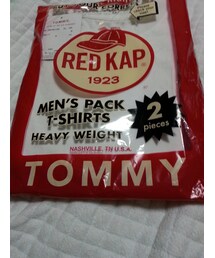 RED KAP
1923
MEN'S PACK
T-SHIRTS
HEAVY WEIGHT
2
pieces
NASHVILLE. TN U.S.A.
TOMMY